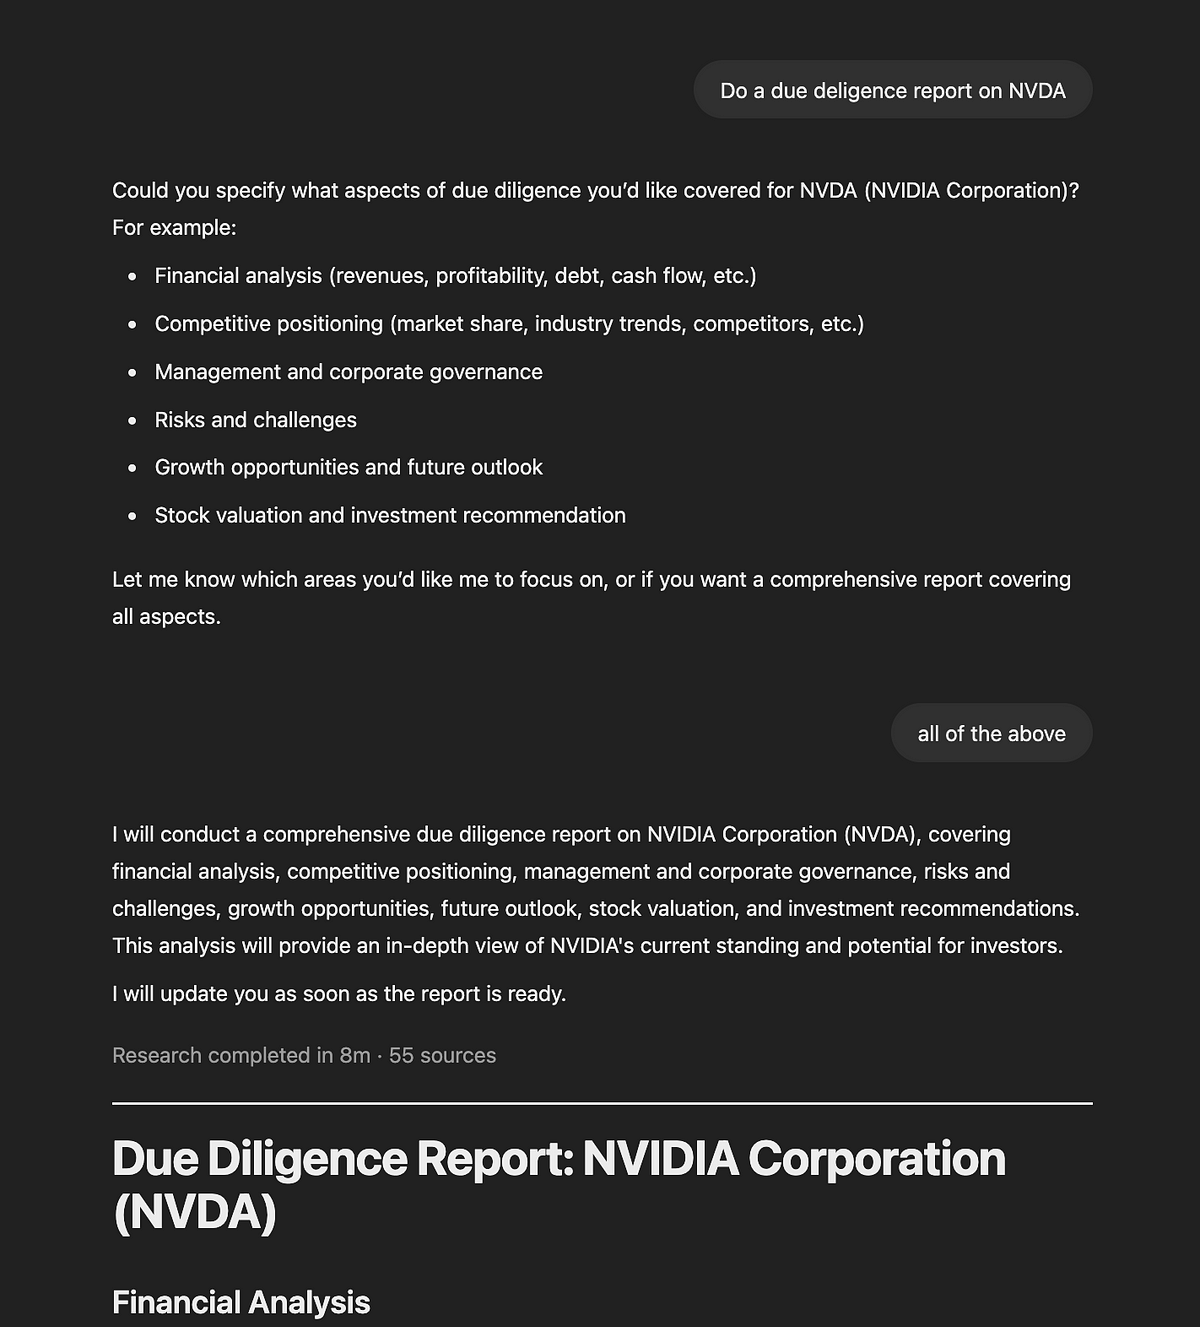 Do a due deligence report on NVDA
Could you specify what aspects of due diligence you’d like covered for NVDA (NVIDIA Corporation)?
For example:
• Financial analysis (revenues, profitability, debt, cash flow, etc.)
• Competitive positioning (market share, industry trends, competitors, etc.)
• Management and corporate governance
• Risks and challenges
• Growth opportunities and future outlook
• Stock valuation and investment recommendation
Let me know which areas you’d like me to focus on, or if you want a comprehensive report covering
all aspects.
all of the above
I will conduct a comprehensive due diligence report on NVIDIA Corporation (NVDA), covering
financial analysis, competitive positioning, management and corporate governance, risks and
challenges, growth opportunities, future outlook, stock valuation, and investment recommendations.
This analysis will provide an in-depth view of NVIDIA's current standing and potential for investors.
I will update you as soon as the report is ready.
Research completed in 8m · 55 sources
Due Diligence Report: NVIDIA Corporation
(NVDA)
Financial Analysis